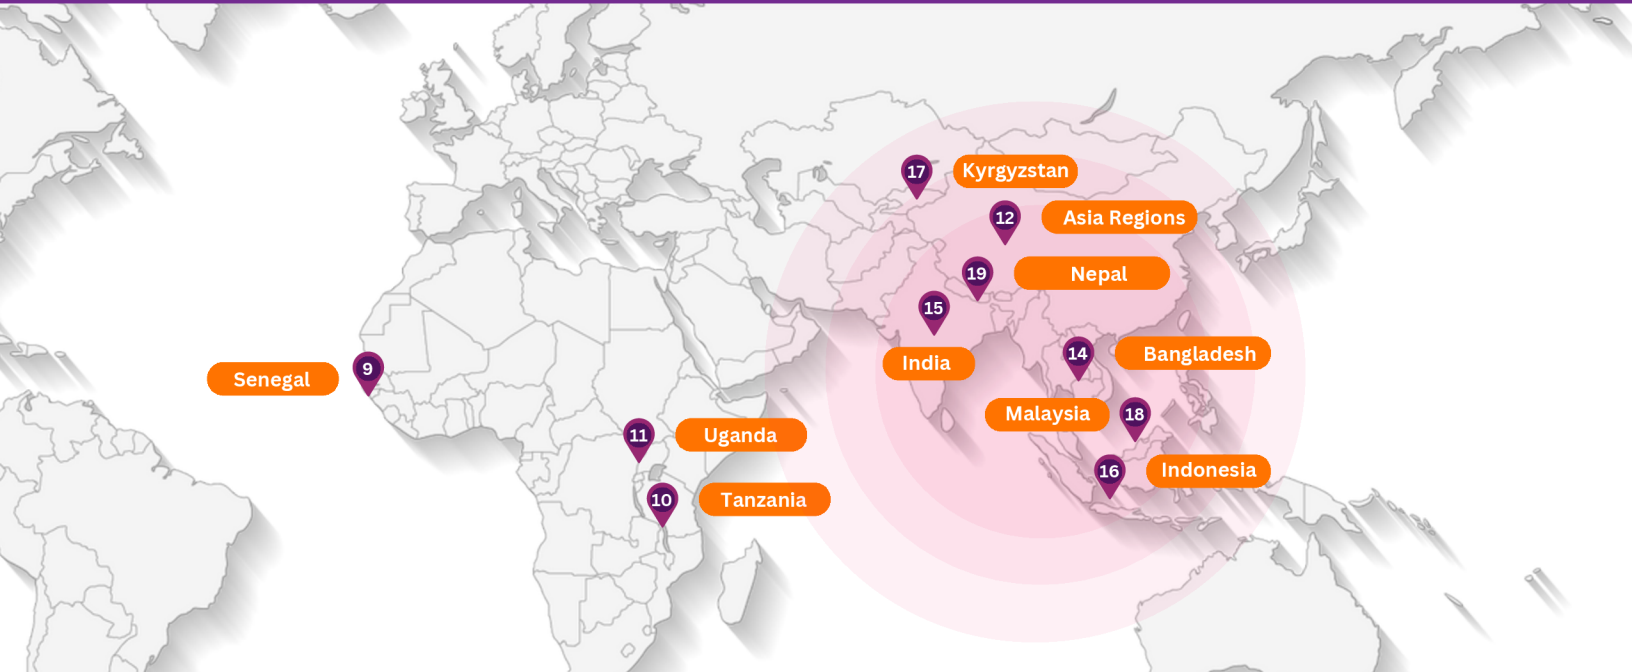 17 Kyrgyzstan
12 Asia Regions
19 Nepal
15
India
14 Bangladesh
9
Senegal
Malaysia 18
11 Uganda
16 Indonesia
10 Tanzania